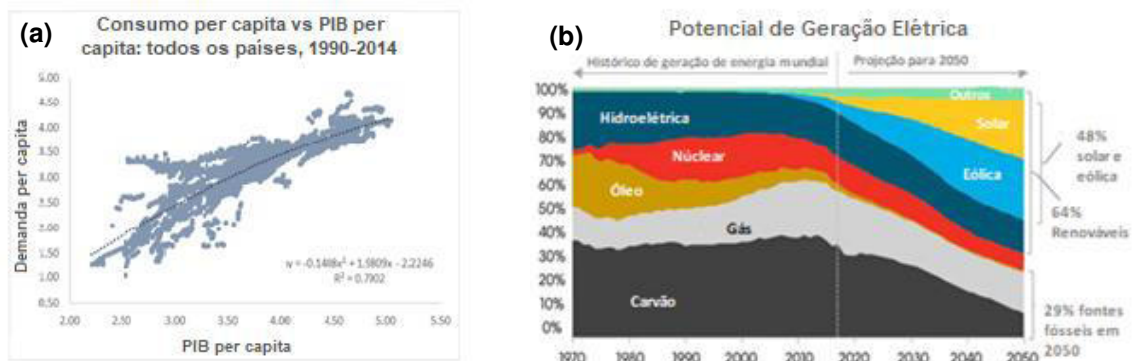 (a)
Consumo per capita vs PIB per
capita: todos os países, 1990-2014
Demanda per capita
5.00
4.50
4.00
3.50
3.00
2.50
2.00
1.50
1.00
0.50
y = -0.1488x² + 1.9809x - 2.2246
R² = 0.7902
2.00 2.50 3.00 3.50 4.00 4.50 5.00 5.50
PIB per capita
(b)
Potencial de Geração Elétrica
Histórico de geração de energia mundial
Projeção para 2050
100%
90%
80%
70%
60%
50%
40%
30%
20%
10%
0%
Outros
Solar
Hidroelétrica
Núclear
Eólica
Óleo
Gás
Carvão
48%
solar e
eólica
64%
Renováveis
29% fontes
fósseis em
2050
1970 1980 1990 2000 2010 2020 2030 2040 2050